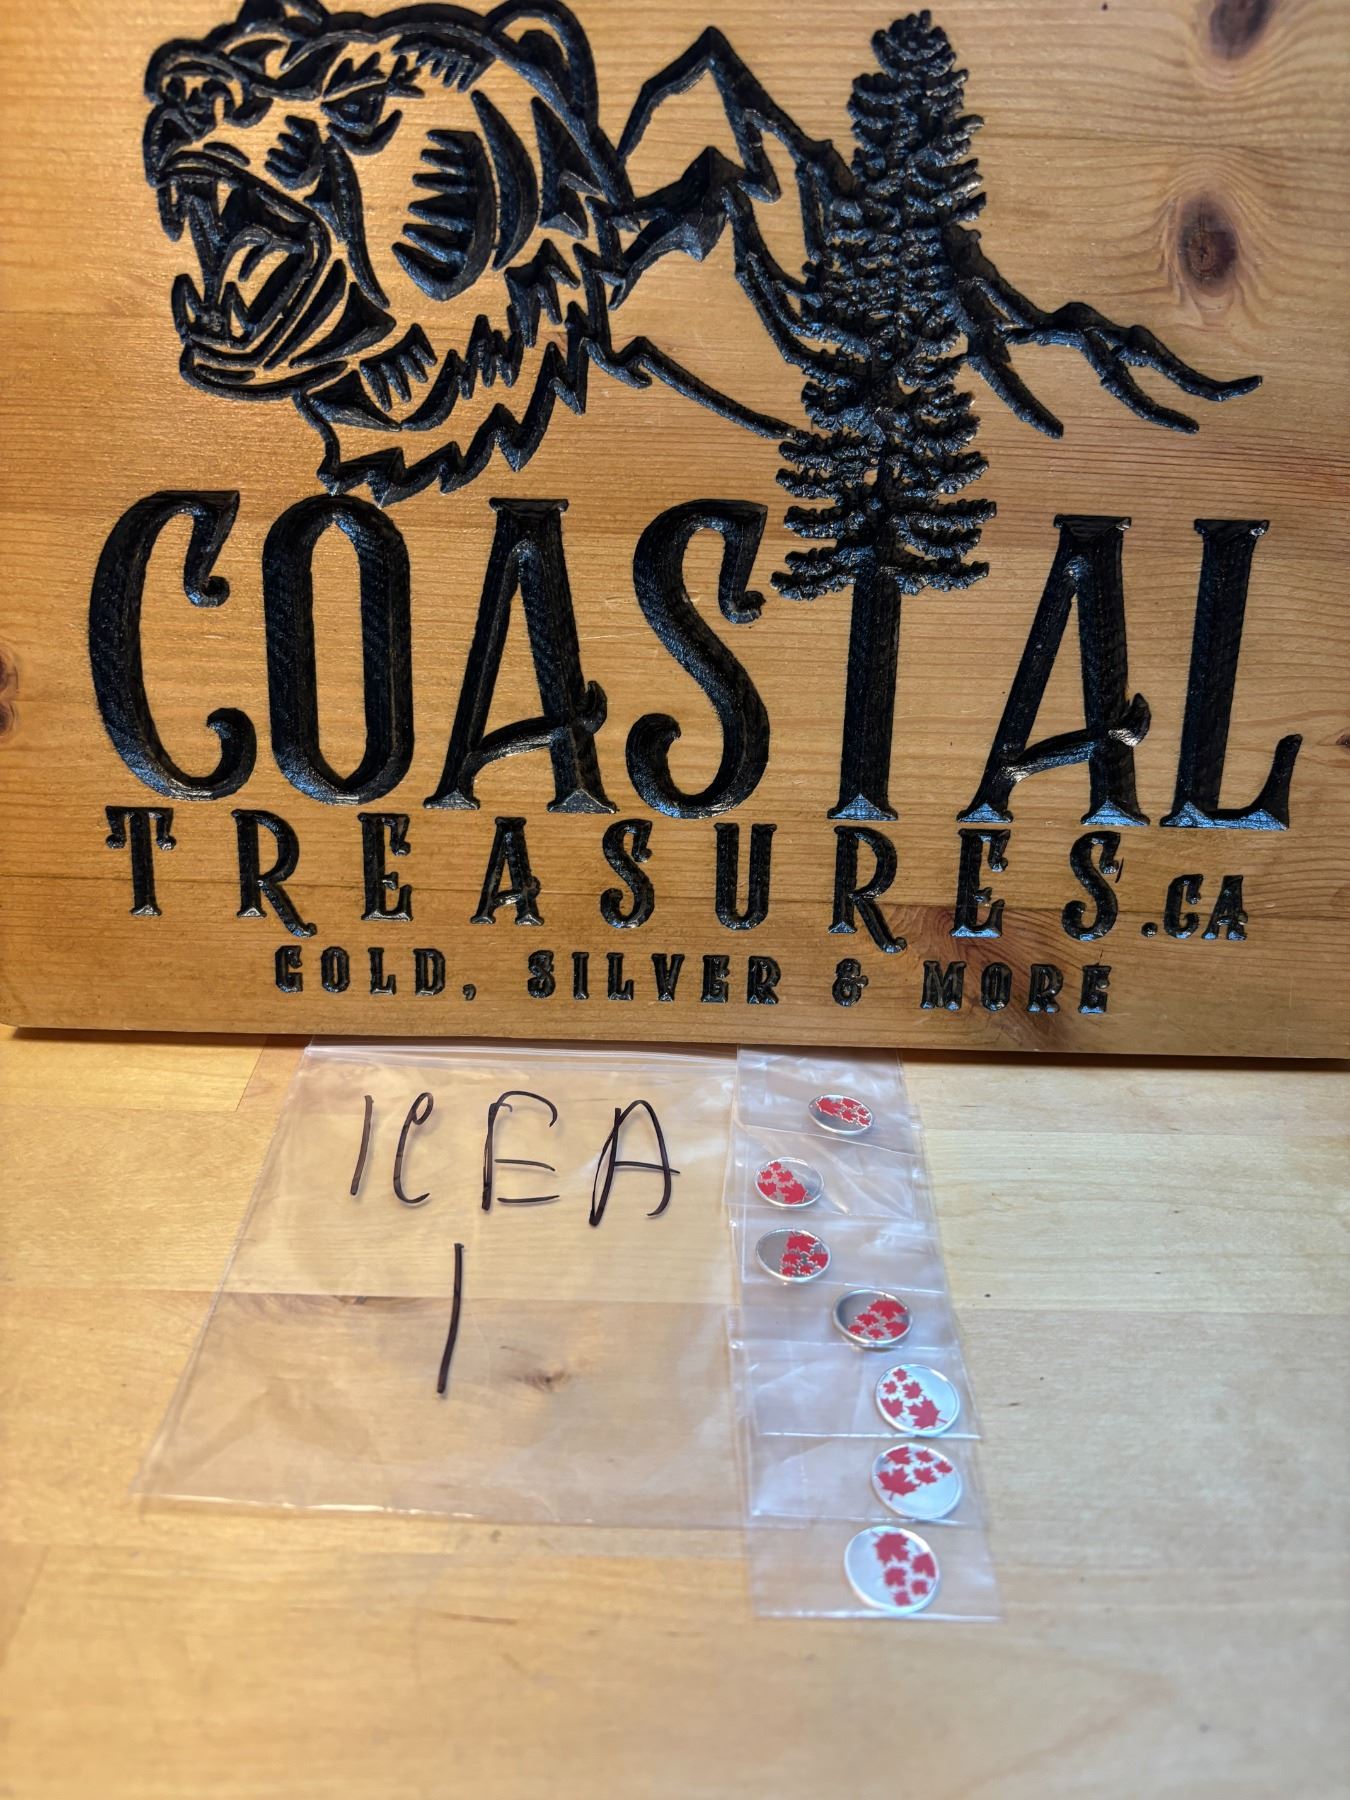 COASTAL
TREASURES.CA
GOLD, SILVER & MORE
ICEA
1